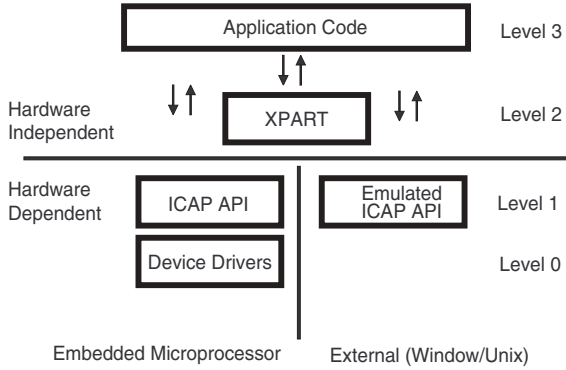 Application Code
Level 3
Hardware
Independent
XPART
Level 2
Hardware
Dependent
ICAP API
Emulated
ICAP API
Level 1
Device Drivers
Level 0
Embedded Microprocessor
External (Window/Unix)